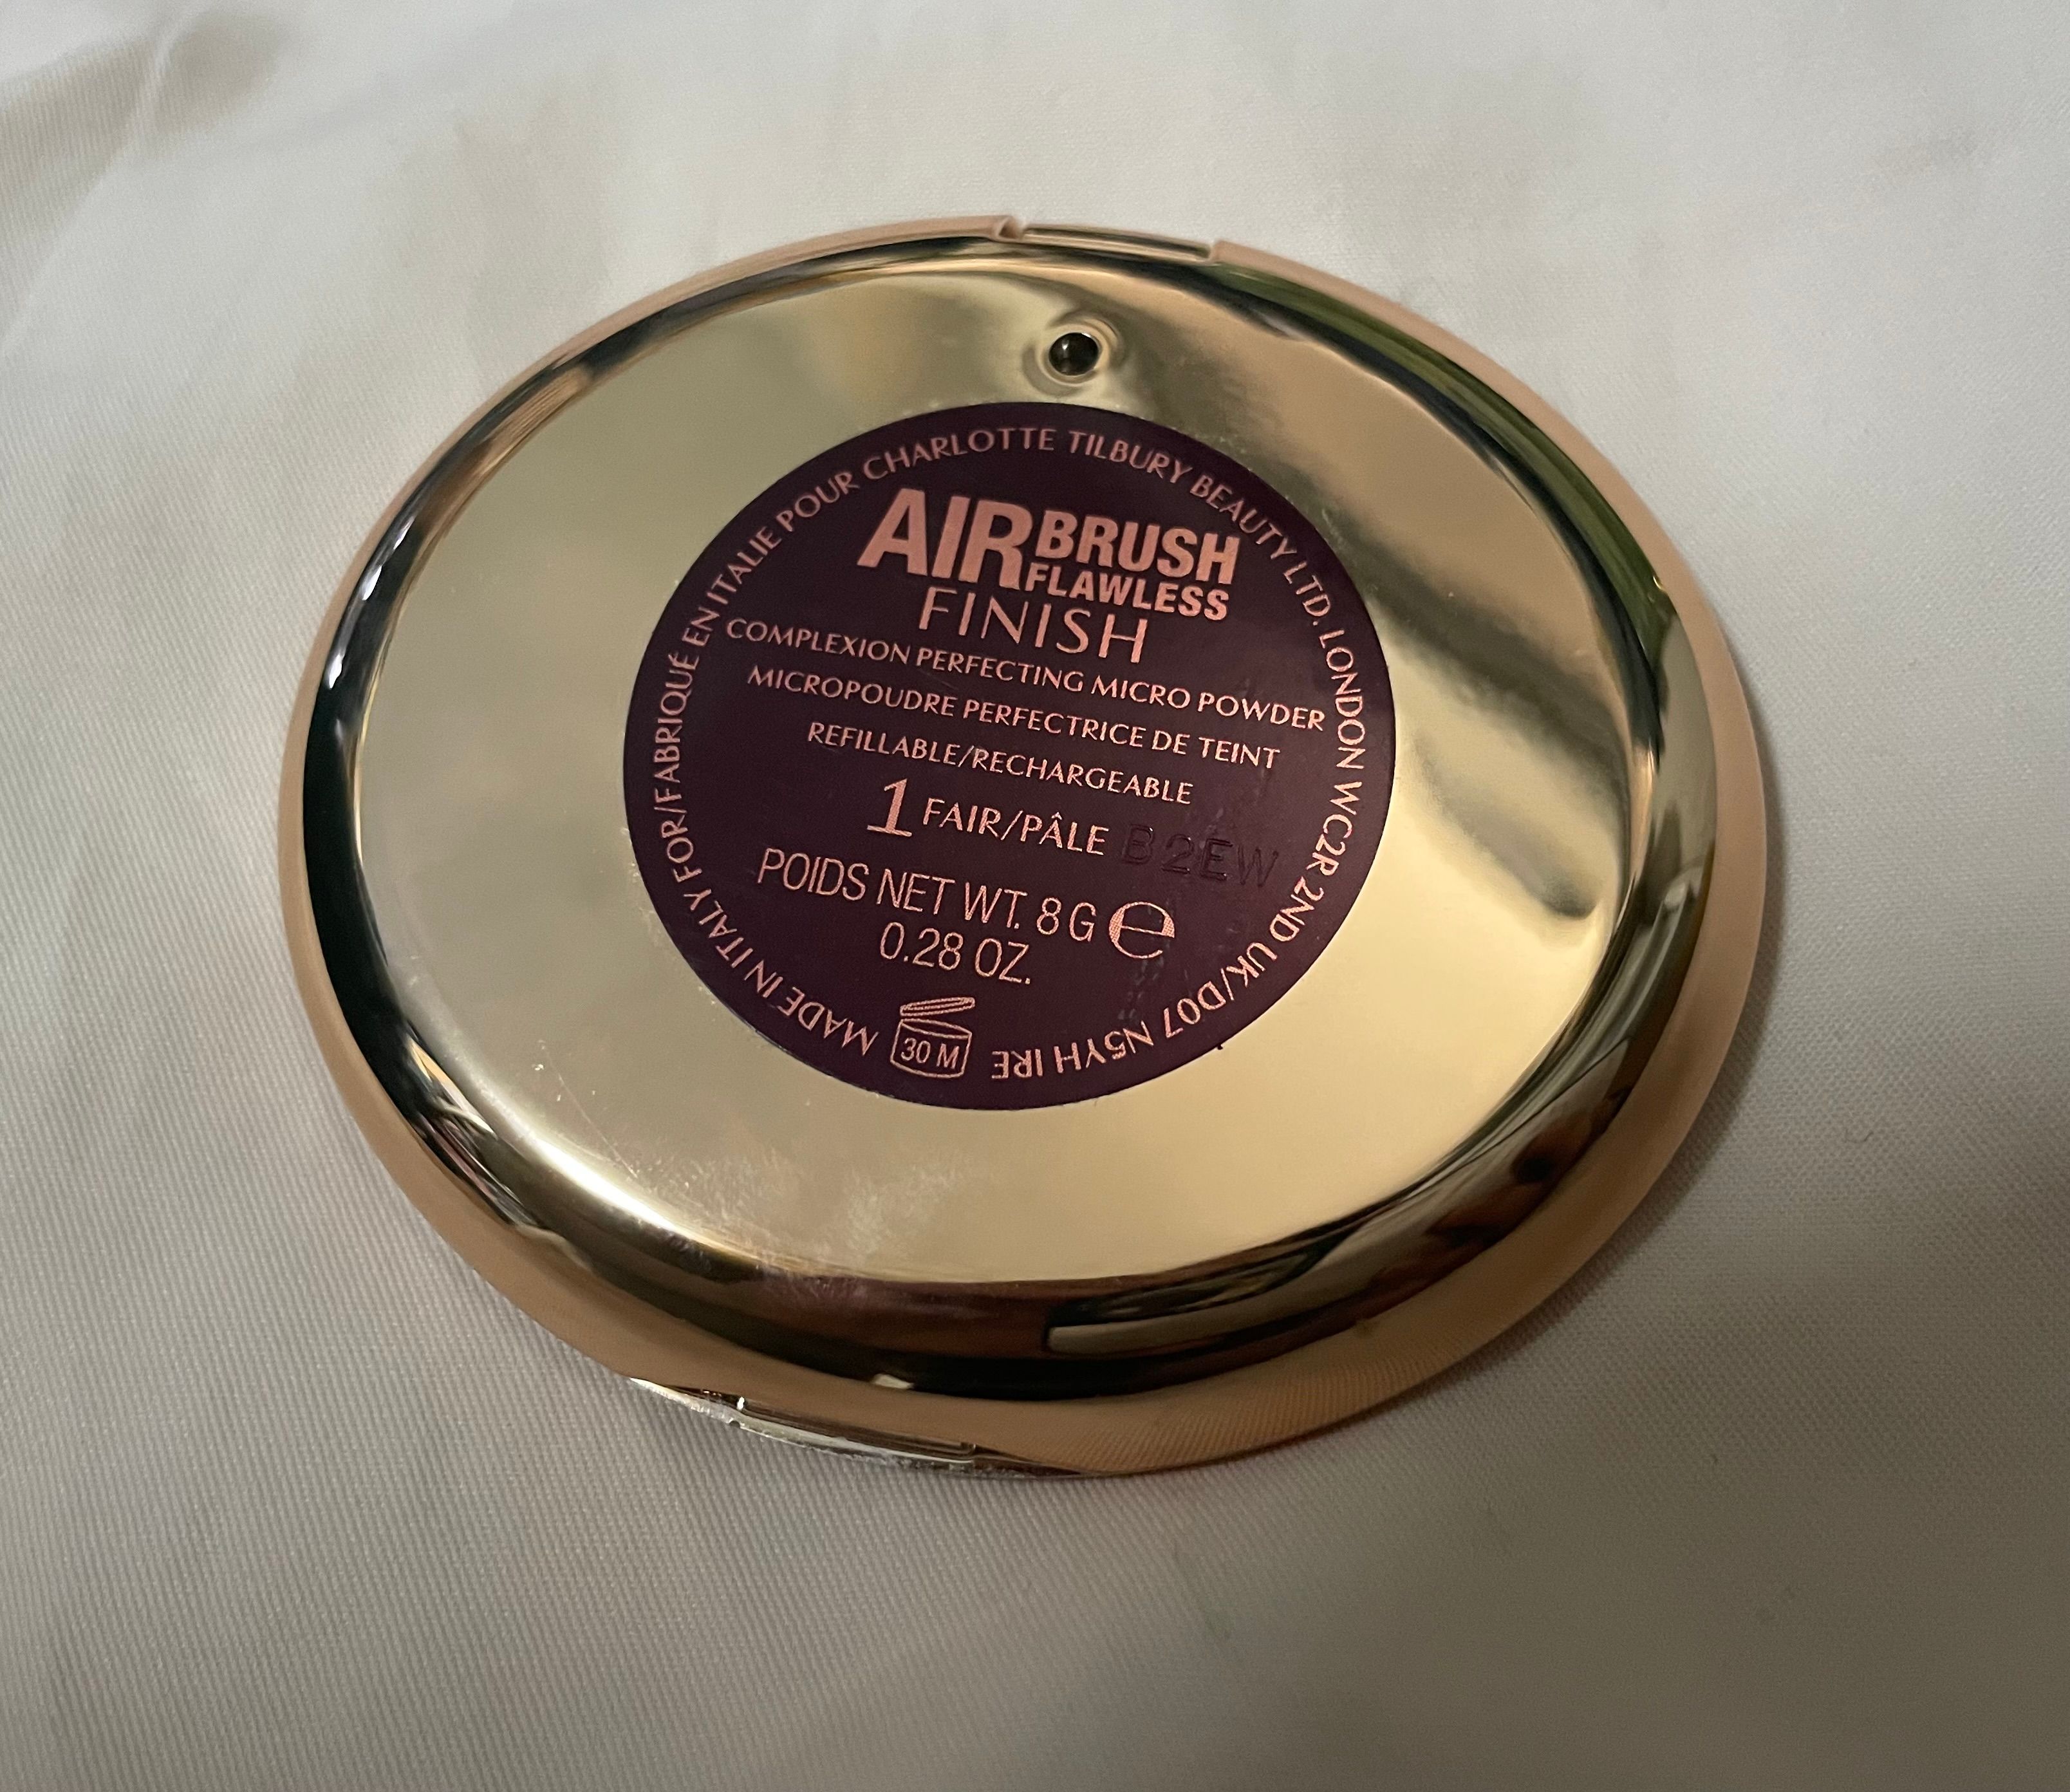 MADE IN ITALY FOR/FABRIQUÉ EN ITALIE POUR CHARLOTTE TILBURY BEAUTY LTD. LONDON WC2R 2ND UK/D07 N5YH IRE
AIRBRUSH
FLAWLESS
FINISH
COMPLEXION PERFECTING MICRO POWDER
MICROPOUDRE PERFECTRICE DE TEINT
REFILLABLE/RECHARGEABLE
1 FAIR/PÂLE B2EW
POIDS NET WT. 8 G ℮
0.28 OZ.
30 M